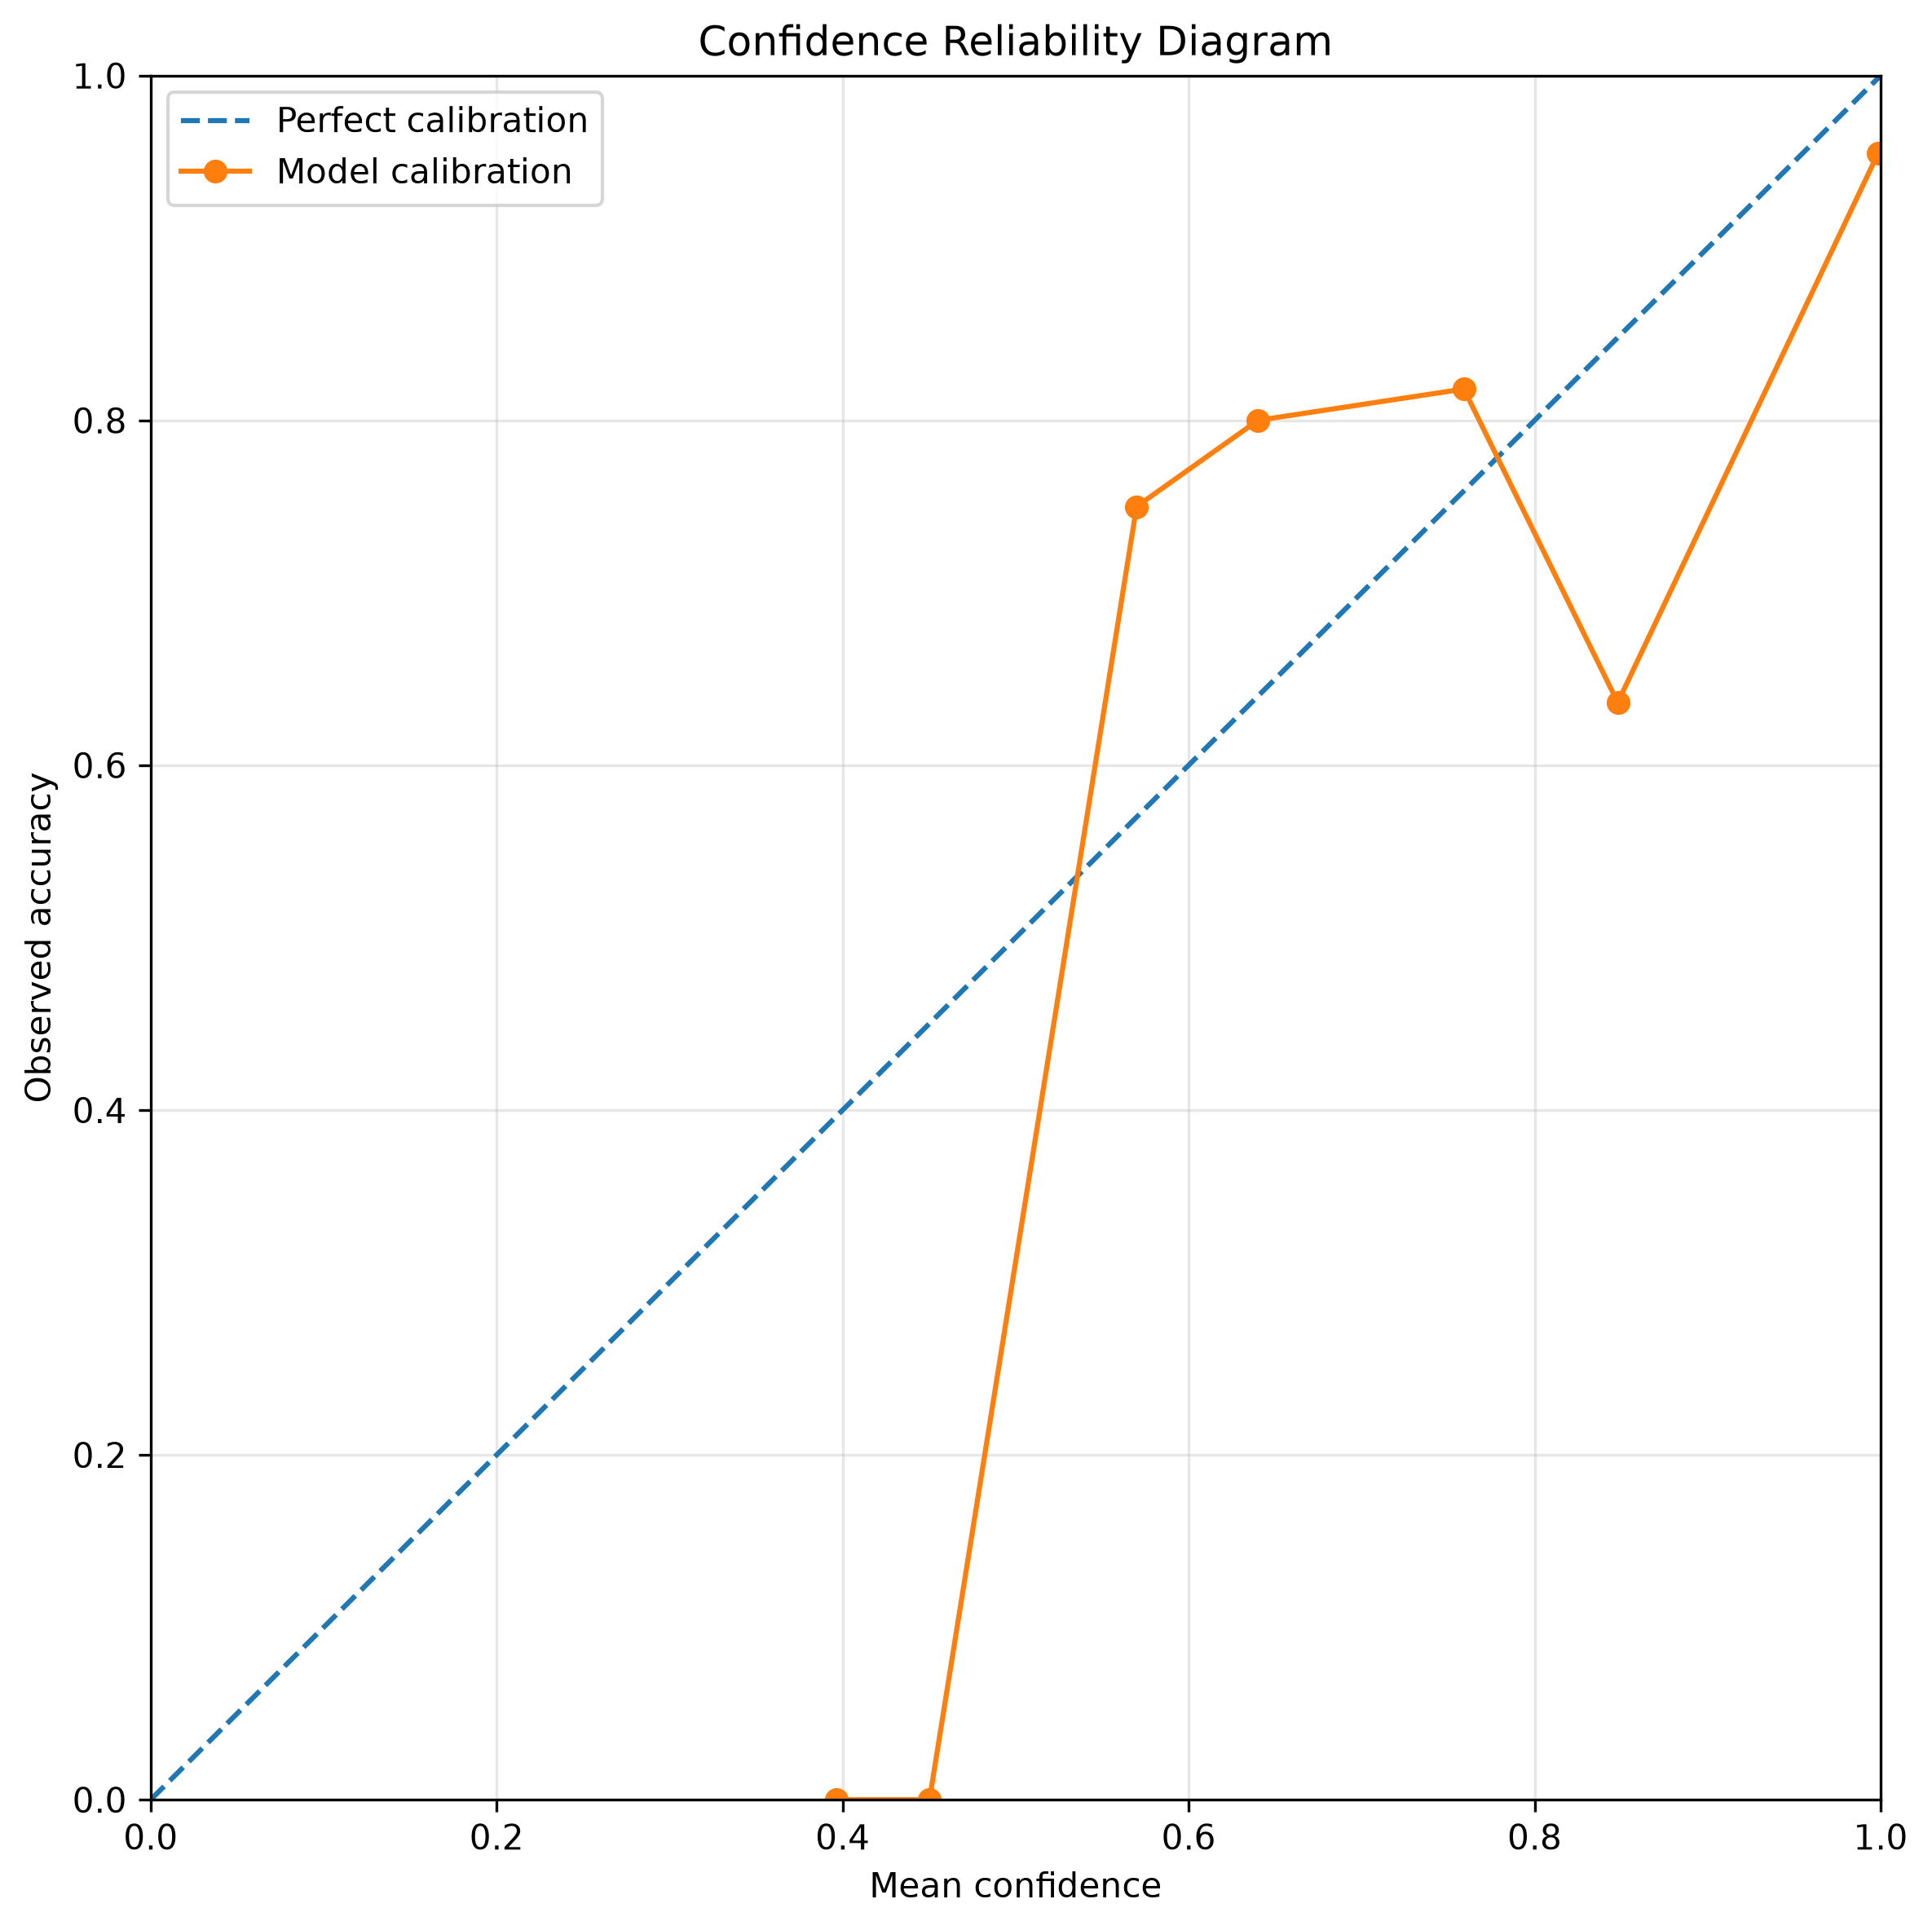 Confidence Reliability Diagram
Perfect calibration
Model calibration
1.0
0.8
0.6
0.4
0.2
0.0
Observed accuracy
0.0 0.2 0.4 0.6 0.8 1.0
Mean confidence